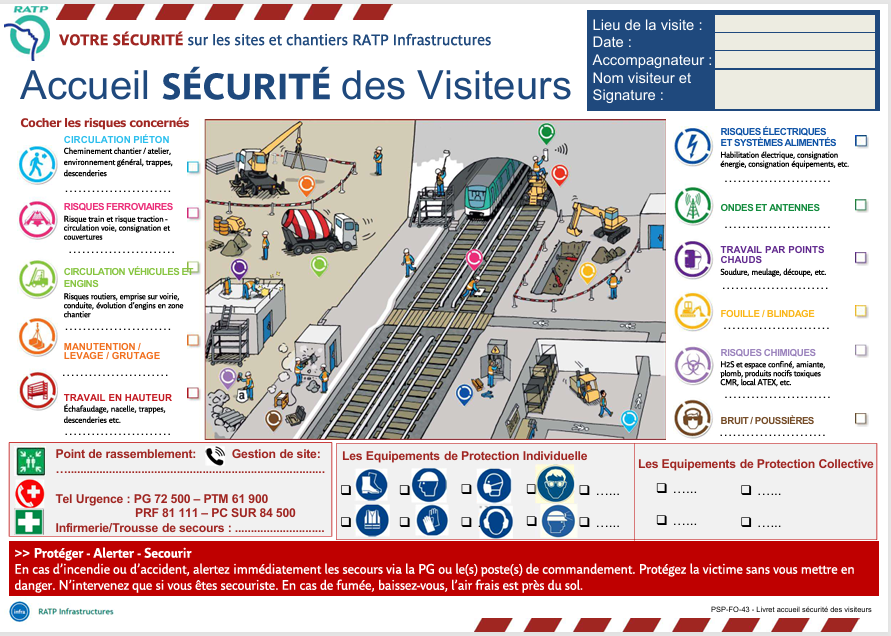 RATP
VOTRE SÉCURITÉ sur les sites et chantiers RATP Infrastructures
Accueil SÉCURITÉ des Visiteurs
Lieu de la visite :
Date :
Accompagnateur :
Nom visiteur et
Signature :
Cocher les risques concernés
CIRCULATION PIÉTON
Cheminement chantier / atelier,
environnement général, trappes,
descenderies
........................
RISQUES FERROVIAIRES
Risque train et risque traction -
circulation voie, consignation et
couvertures
........................
CIRCULATION VÉHICULES ET
ENGINS
Risques routiers, emprise sur voirie,
conduite, évolution d'engins en zone
chantier
........................
MANUTENTION /
LEVAGE / GRUTAGE
........................
TRAVAIL EN HAUTEUR
Échafaudage, nacelle, trappes,
descenderies etc.
........................
RISQUES ÉLECTRIQUES
ET SYSTÈMES ALIMENTÉS
Habilitation électrique, consignation
énergie, consignation équipements, etc.
........................
ONDES ET ANTENNES
........................
TRAVAIL PAR POINTS
CHAUDS
Soudure, meulage, découpe, etc.
........................
FOUILLE / BLINDAGE
........................
RISQUES CHIMIQUES
H2S et espace confiné, amiante,
plomb, produits nocifs toxiques
CMR, local ATEX, etc.
........................
BRUIT / POUSSIÈRES
........................
a
Point de rassemblement: Gestion de site:
................................................................................
Tel Urgence : PG 72 500 – PTM 61 900
PRF 81 111 – PC SUR 84 500
Infirmerie/Trousse de secours : ............................
Les Equipements de Protection Individuelle
......
......
Les Equipements de Protection Collective
...... ......
...... ......
>> Protéger - Alerter - Secourir
En cas d'incendie ou d'accident, alertez immédiatement les secours via la PG ou le(s) poste(s) de commandement. Protégez la victime sans vous mettre en
danger. N'intervenez que si vous êtes secouriste. En cas de fumée, baissez-vous, l'air frais est près du sol.
infra RATP Infrastructures
PSP-FO-43 - Livret accueil sécurité des visiteurs